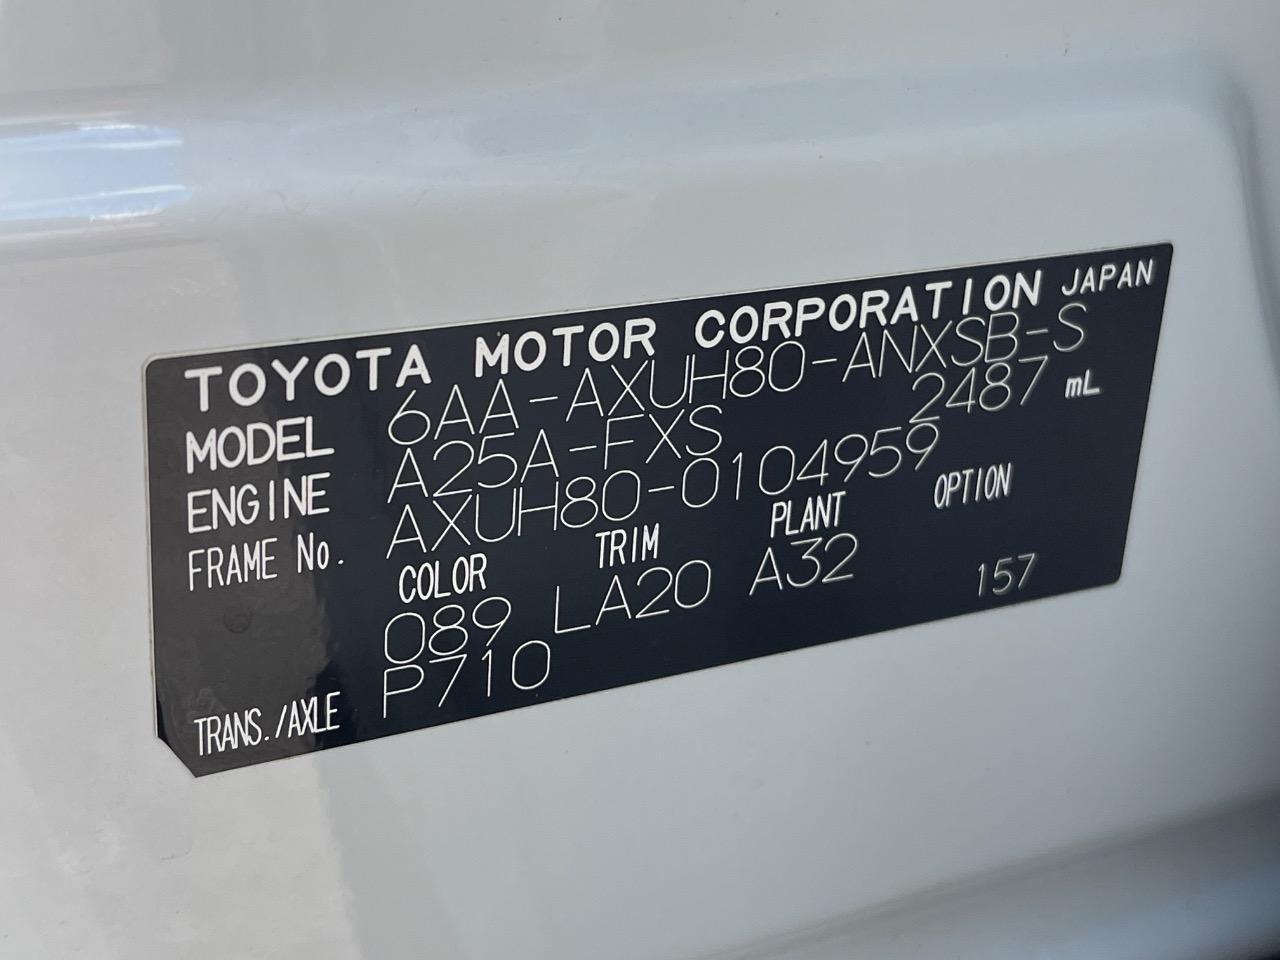 TOYOTA MOTOR CORPORATION JAPAN
MODEL 6AA-AXUH80-ANXSB-S
ENGINE A25A-FXS 2487 mL
FRAME No. AXUH80-0104959
COLOR TRIM PLANT OPTION
089 LA20 A32 157
TRANS./AXLE P710